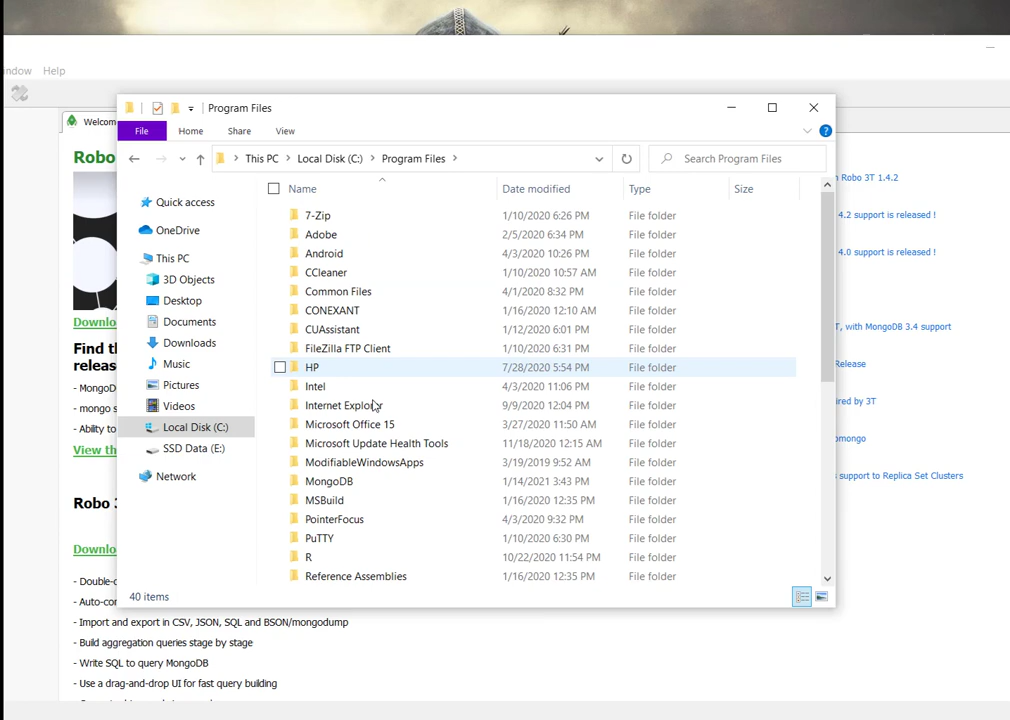 indow Help
Program Files
File Home Share View
This PC Local Disk (C:) Program Files
Search Program Files
Name Date modified Type Size
Quick access
OneDrive
This PC
3D Objects
Desktop
Documents
Downloads
Music
Pictures
Videos
Local Disk (C:)
SSD Data (E:)
Network
7-Zip 1/10/2020 6:26 PM File folder
Adobe 2/5/2020 6:34 PM File folder
Android 4/3/2020 10:26 PM File folder
CCleaner 1/10/2020 10:57 AM File folder
Common Files 4/1/2020 8:32 PM File folder
CONEXANT 1/16/2020 12:10 AM File folder
CUAssistant 1/12/2020 6:01 PM File folder
FileZilla FTP Client 1/10/2020 6:31 PM File folder
HP 7/28/2020 5:54 PM File folder
Intel 4/3/2020 11:06 PM File folder
Internet Explorer 9/9/2020 12:04 PM File folder
Microsoft Office 15 3/27/2020 11:50 AM File folder
Microsoft Update Health Tools 11/18/2020 12:15 AM File folder
ModifiableWindowsApps 3/19/2019 9:52 AM File folder
MongoDB 1/14/2021 3:43 PM File folder
MSBuild 1/16/2020 12:35 PM File folder
PointerFocus 4/3/2020 9:32 PM File folder
PuTTY 1/10/2020 6:30 PM File folder
R 10/22/2020 11:54 PM File folder
Reference Assemblies 1/16/2020 12:35 PM File folder
40 items
Welcom
Robo
Downlo
Find th
releas
- MongoD
- mongo s
- Ability to
View th
Robo 3
Downlo
- Double-c
- Auto-co
- Import and export in CSV, JSON, SQL and BSON/mongodump
- Build aggregation queries stage by stage
- Write SQL to query MongoDB
- Use a drag-and-drop UI for fast query building
n Robo 3T 1.4.2
4.2 support is released !
4.0 support is released !
T, with MongoDB 3.4 support
Release
ired by 3T
omongo
s support to Replica Set Clusters